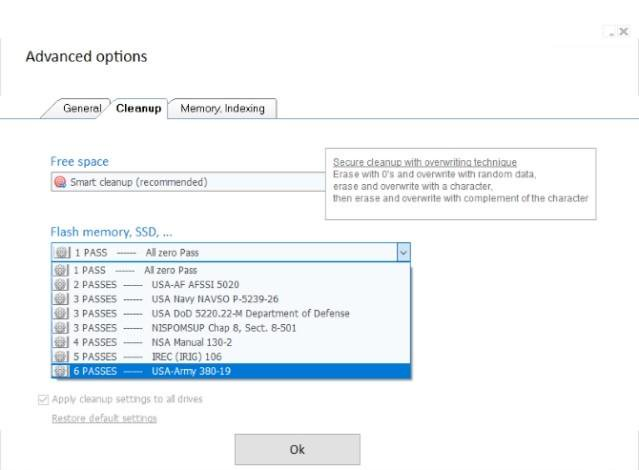 Advanced options
General
Cleanup
Memory, Indexing
Free space
Smart cleanup (recommended)
Secure cleanup with overwriting technique
Erase with 0's and overwrite with random data,
erase and overwrite with a character,
then erase and overwrite with complement of the character
Flash memory, SSD, ...
1 PASS ------ All zero Pass
1 PASS ------ All zero Pass
2 PASSES ------ USA-AF AFSSI 5020
3 PASSES ------ USA Navy NAVSO P-5239-26
3 PASSES ------ USA DoD 5220.22-M Department of Defense
3 PASSES ------ NISPOMSUP Chap 8, Sect. 8-501
4 PASSES ------ NSA Manual 130-2
5 PASSES ------ IREC (IRIG) 106
6 PASSES ------ USA-Army 380-19
Apply cleanup settings to all drives
Restore default settings
Ok